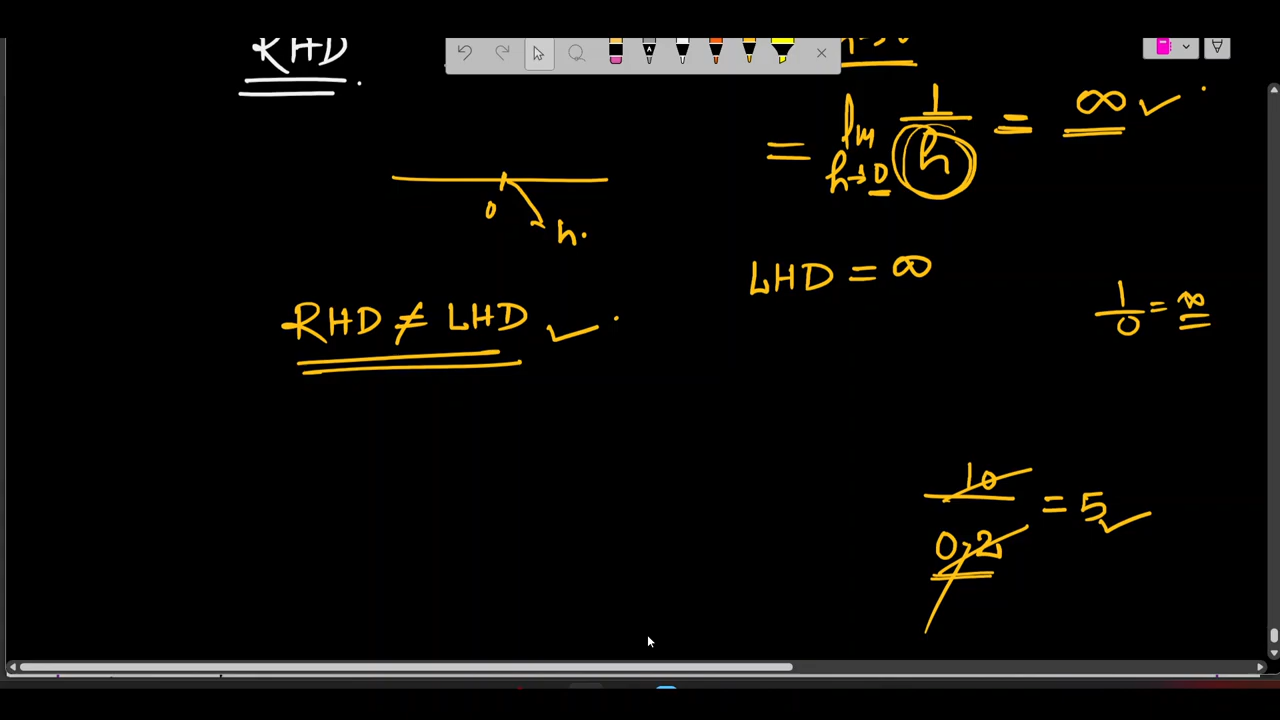 RHD.
= lim h→0 1/h = ∞ ✓.
0
h.
LHD = ∞
1/0 = ∞
RHD ≠ LHD ✓.
10/0.2 = 5 ✓